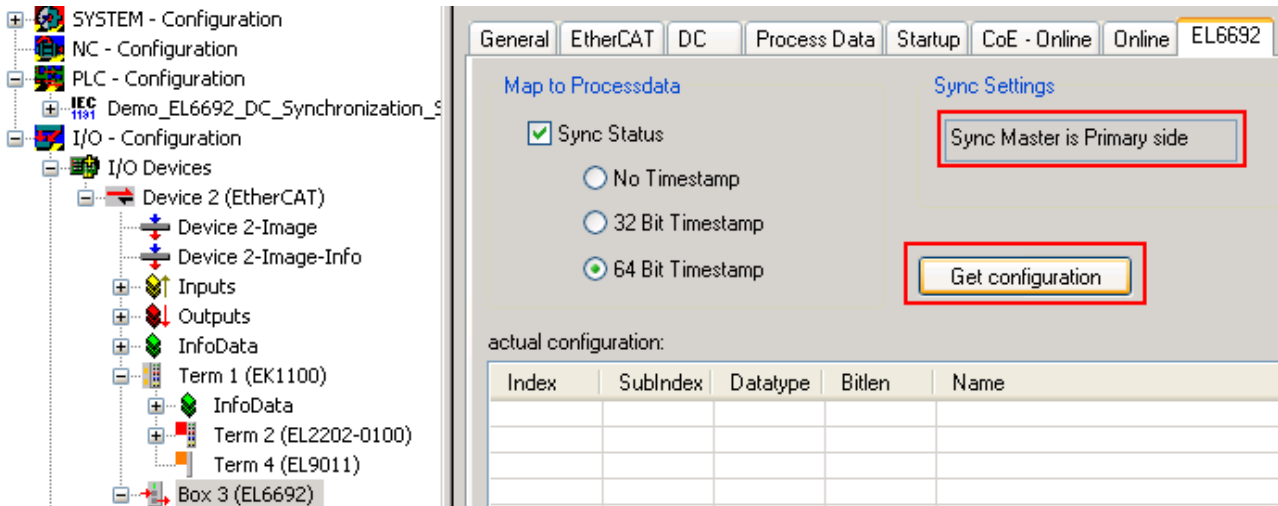 SYSTEM - Configuration
NC - Configuration
PLC - Configuration
IEC
1131
Demo_EL6692_DC_Synchronization_S
I/O - Configuration
I/O Devices
Device 2 (EtherCAT)
Device 2-Image
Device 2-Image-Info
Inputs
Outputs
InfoData
Term 1 (EK1100)
InfoData
Term 2 (EL2202-0100)
Term 4 (EL9011)
Box 3 (EL6692)
General EtherCAT DC Process Data Startup CoE - Online Online EL6692
Map to Processdata
Sync Status
No Timestamp
32 Bit Timestamp
64 Bit Timestamp
Sync Settings
Sync Master is Primary side
Get configuration
actual configuration:
Index SubIndex Datatype Bitlen Name